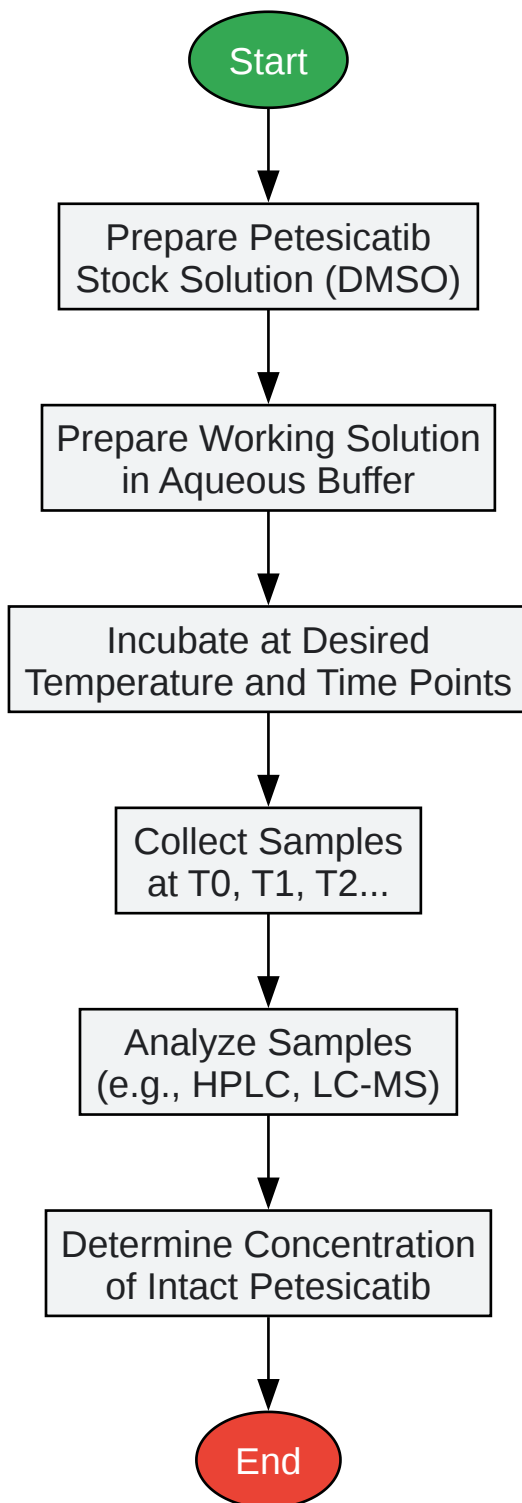 Start
Prepare Petesicatib
Stock Solution (DMSO)
Prepare Working Solution
in Aqueous Buffer
Incubate at Desired
Temperature and Time Points
Collect Samples
at T0, T1, T2...
Analyze Samples
(e.g., HPLC, LC-MS)
Determine Concentration
of Intact Petesicatib
End